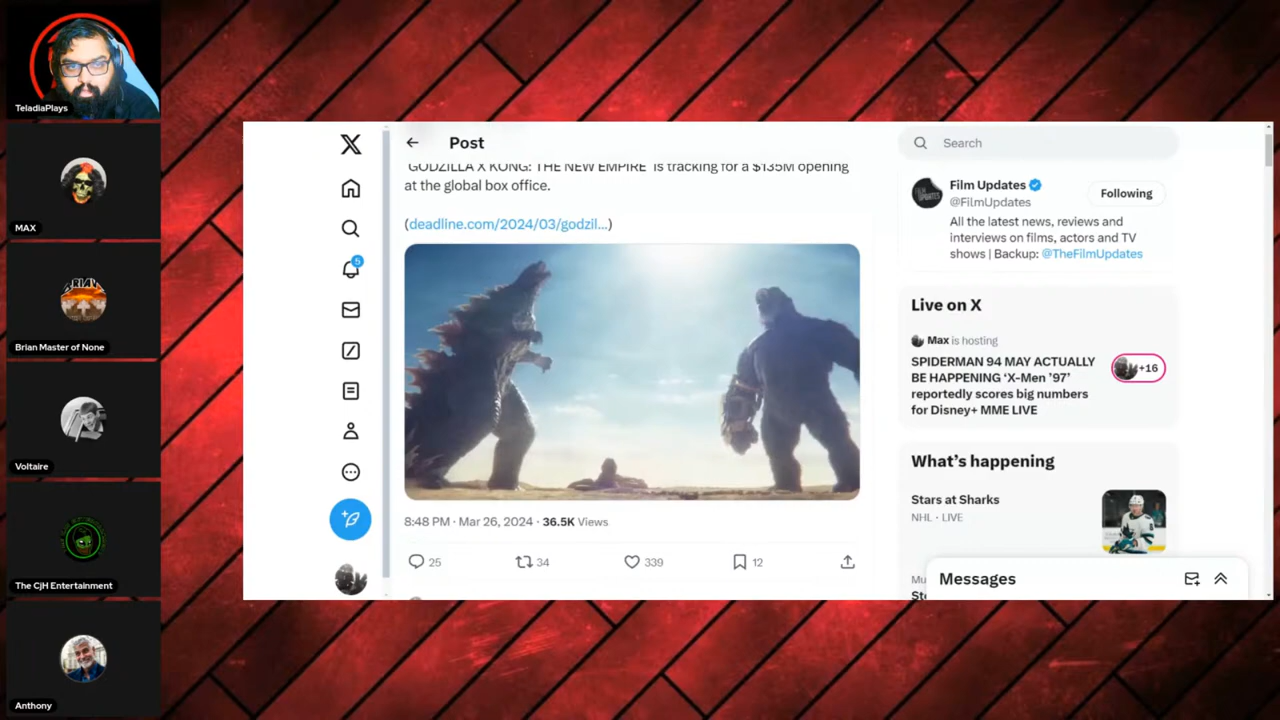 TeladiaPlays
MAX
BRIAN
Brian Master of None
Voltaire
The CJH Entertainment
Anthony
X
5
Post
'GODZILLA X KONG: THE NEW EMPIRE' is tracking for a $135M opening
at the global box office.
(deadline.com/2024/03/godzil...)
8:48 PM · Mar 26, 2024 · 36.5K Views
25
34
339
12
Search
FILM UPDATES
Film Updates
@FilmUpdates
Following
All the latest news, reviews and
interviews on films, actors and TV
shows | Backup: @TheFilmUpdates
Live on X
Max is hosting
SPIDERMAN 94 MAY ACTUALLY
BE HAPPENING ‘X-Men ’97’
reportedly scores big numbers
for Disney+ MME LIVE
+16
What’s happening
Stars at Sharks
NHL · LIVE
Messages